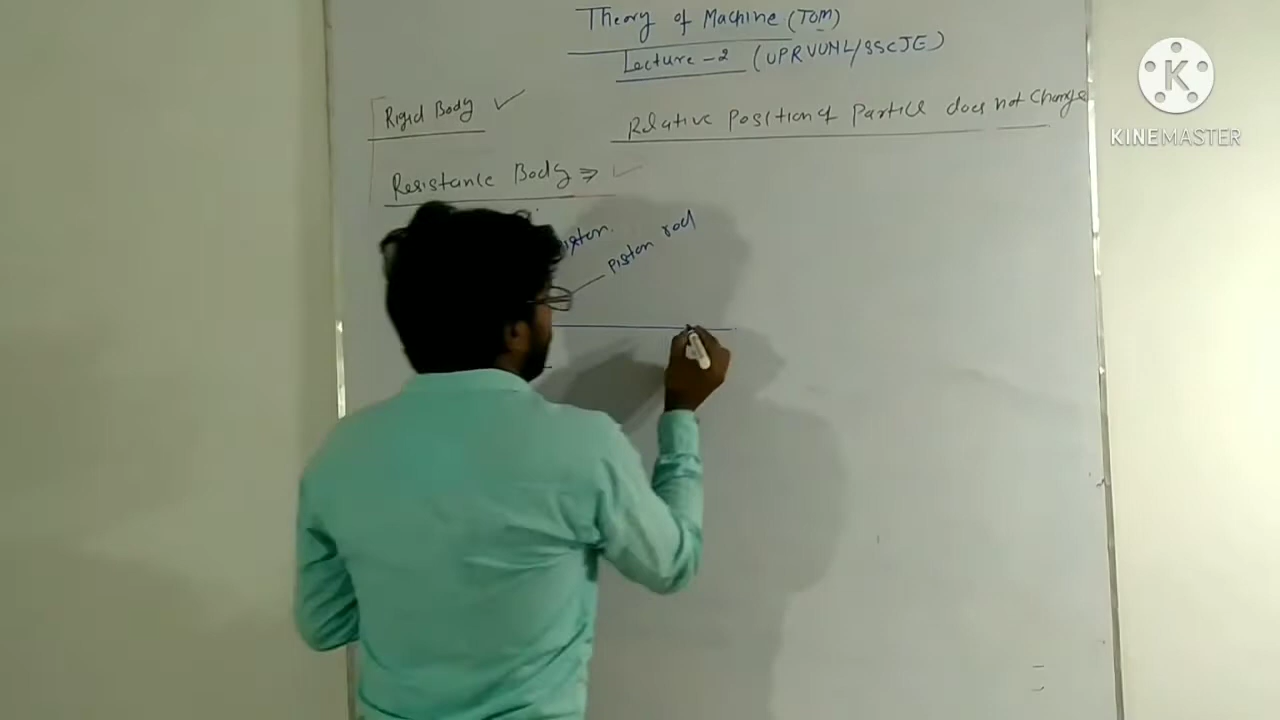 Theory of Machine (TOM)
Lecture-2 (UPRVUNL/SSCJE)
Rigid Body ✓
Relative Position of Particle does not Change
Resistance Body ⇒ ✓
iston.
Piston rod
K
KINEMASTER